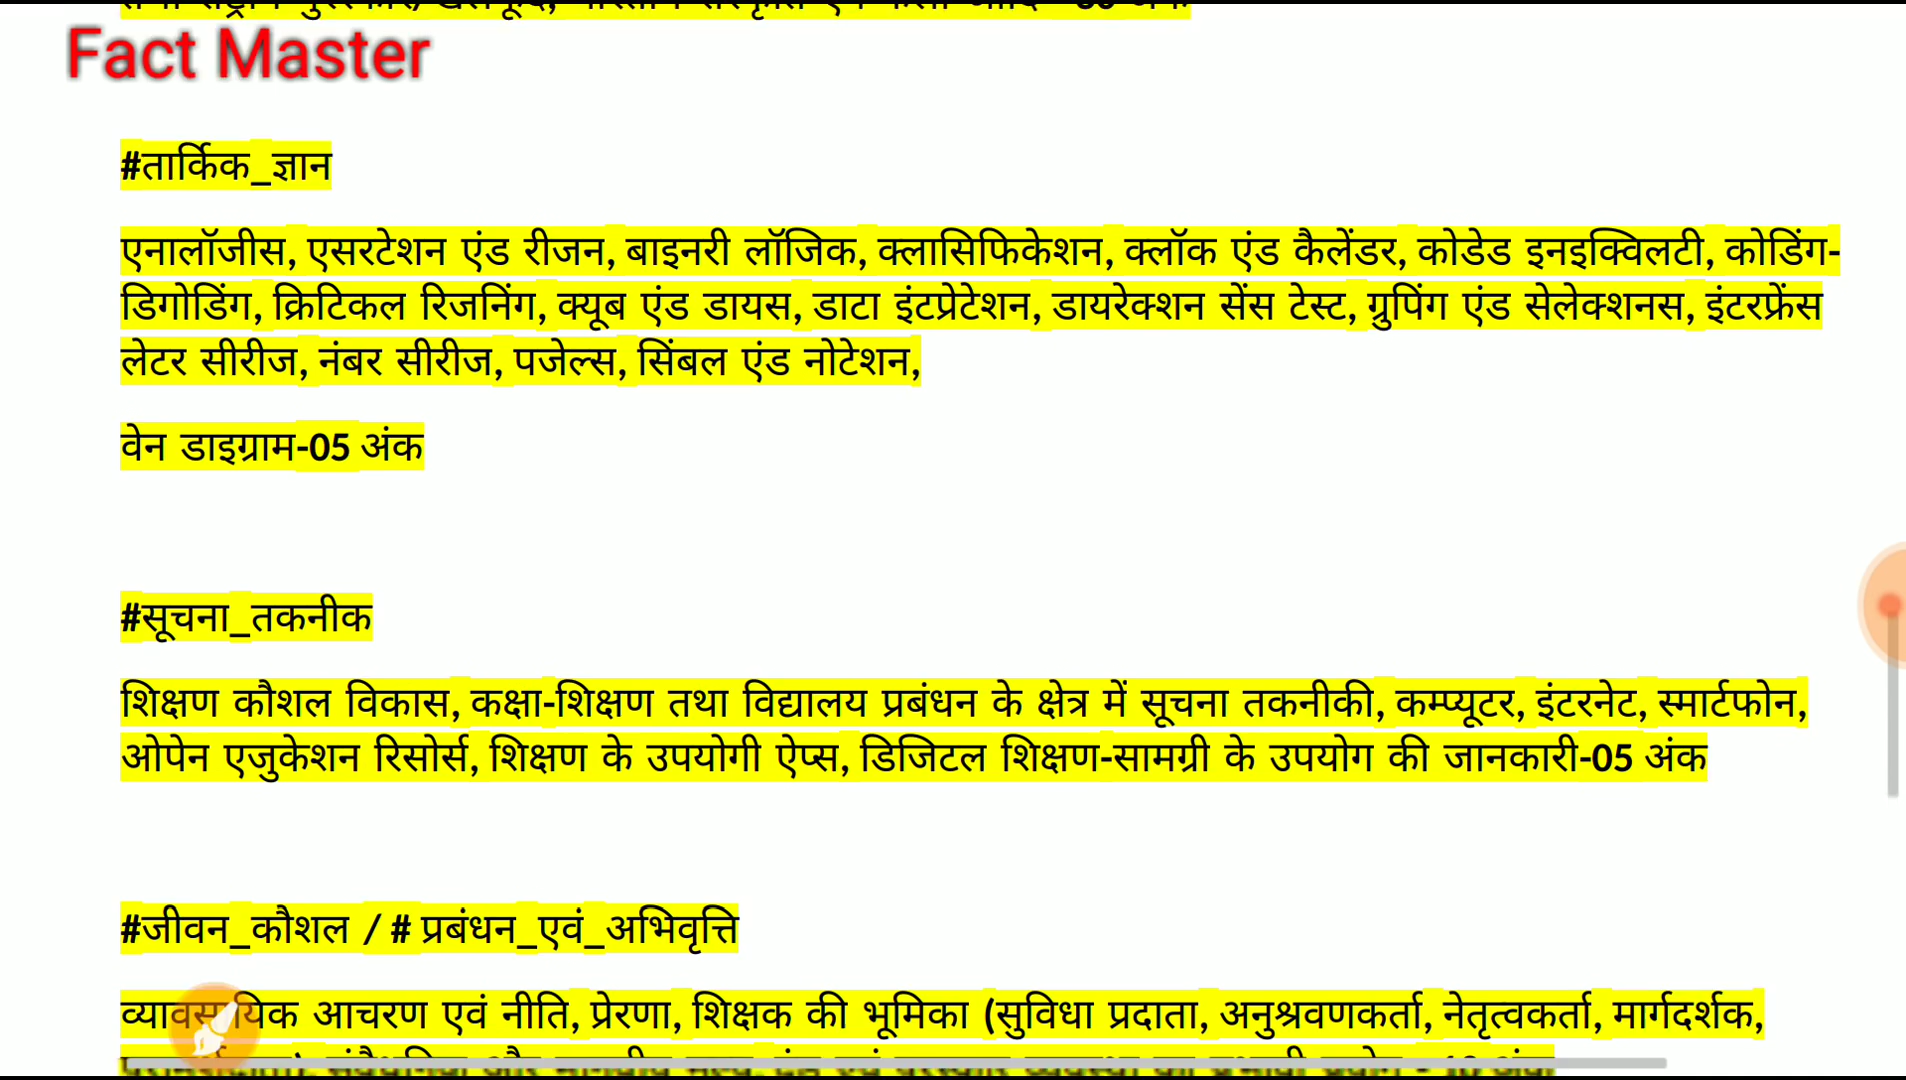 Fact Master
#तार्किक_ज्ञान
एनालॉजीस, एसरटेशन एंड रीजन, बाइनरी लॉजिक, क्लासिफिकेशन, क्लॉक एंड कैलेंडर, कोडेड इनइक्विलटी, कोडिंग-
डिगोडिंग, क्रिटिकल रिजनिंग, क्यूब एंड डायस, डाटा इंटप्रेटेशन, डायरेक्शन सेंस टेस्ट, ग्रुपिंग एंड सेलेक्शनस, इंटरफ्रेंस
लेटर सीरीज, नंबर सीरीज, पजेल्स, सिंबल एंड नोटेशन,
वेन डाइग्राम-05 अंक
#सूचना_तकनीक
शिक्षण कौशल विकास, कक्षा-शिक्षण तथा विद्यालय प्रबंधन के क्षेत्र में सूचना तकनीकी, कम्प्यूटर, इंटरनेट, स्मार्टफोन,
ओपेन एजुकेशन रिसोर्स, शिक्षण के उपयोगी ऐप्स, डिजिटल शिक्षण-सामग्री के उपयोग की जानकारी-05 अंक
#जीवन_कौशल / # प्रबंधन_एवं_अभिवृत्ति
व्यावसायिक आचरण एवं नीति, प्रेरणा, शिक्षक की भूमिका (सुविधा प्रदाता, अनुश्रवणकर्ता, नेतृत्वकर्ता, मार्गदर्शक,